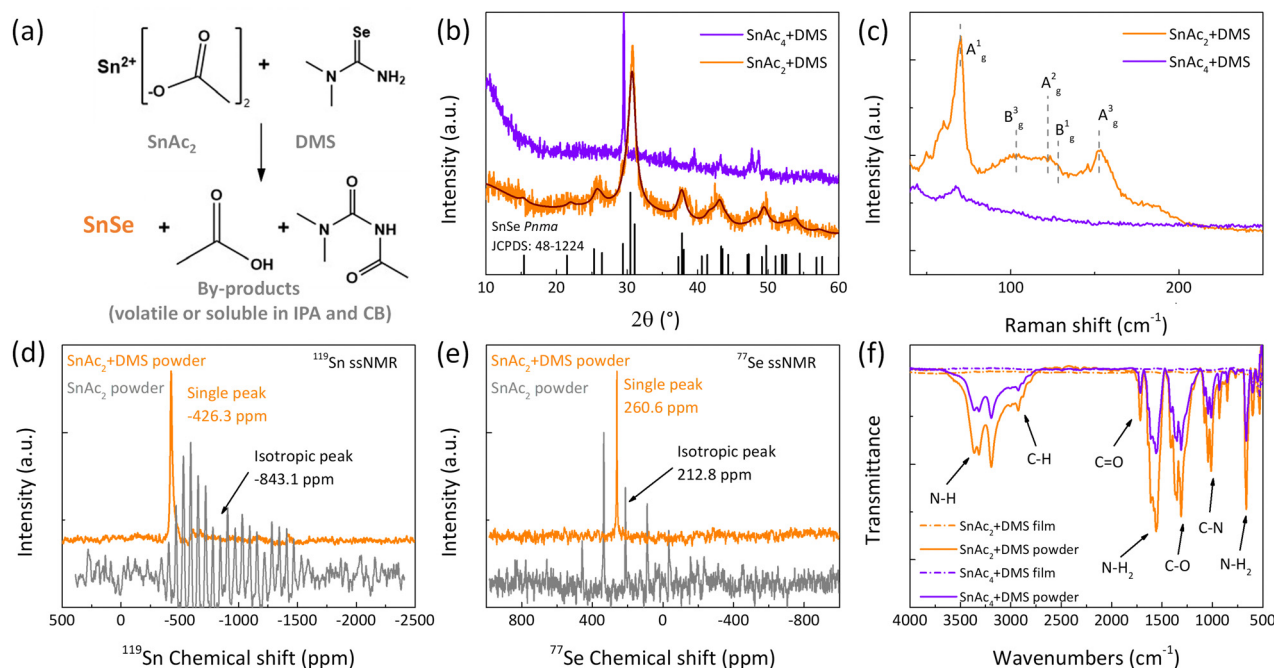 (a)
Sn²⁺
O
-O
2
+
Se
N
NH₂
SnAc₂
DMS
SnSe
+
O
OH
+
O
N
NH
O
By-products
(volatile or soluble in IPA and CB)
(b)
SnAc₄+DMS
SnAc₂+DMS
Intensity (a.u.)
SnSe Pnma
JCPDS: 48-1224
10 20 30 40 50 60
2θ (°)
(c)
SnAc₂+DMS
SnAc₄+DMS
A¹g
B³g
A²g
B¹g
A³g
Intensity (a.u.)
100 200
Raman shift (cm⁻¹)
(d)
SnAc₂+DMS powder
SnAc₂ powder
¹¹⁹Sn ssNMR
Single peak
-426.3 ppm
Isotropic peak
-843.1 ppm
Intensity (a.u.)
500 0 -500 -1000 -1500 -2000 -2500
¹¹⁹Sn Chemical shift (ppm)
(e)
SnAc₂+DMS powder
SnAc₂ powder
⁷⁷Se ssNMR
Single peak
260.6 ppm
Isotropic peak
212.8 ppm
Intensity (a.u.)
800 400 0 -400 -800
⁷⁷Se Chemical shift (ppm)
(f)
Transmittance
N-H
C-H
C=O
N-H₂
C-O
C-N
N-H₂
SnAc₂+DMS film
SnAc₂+DMS powder
SnAc₄+DMS film
SnAc₄+DMS powder
4000 3500 3000 2500 2000 1500 1000 500
Wavenumbers (cm⁻¹)